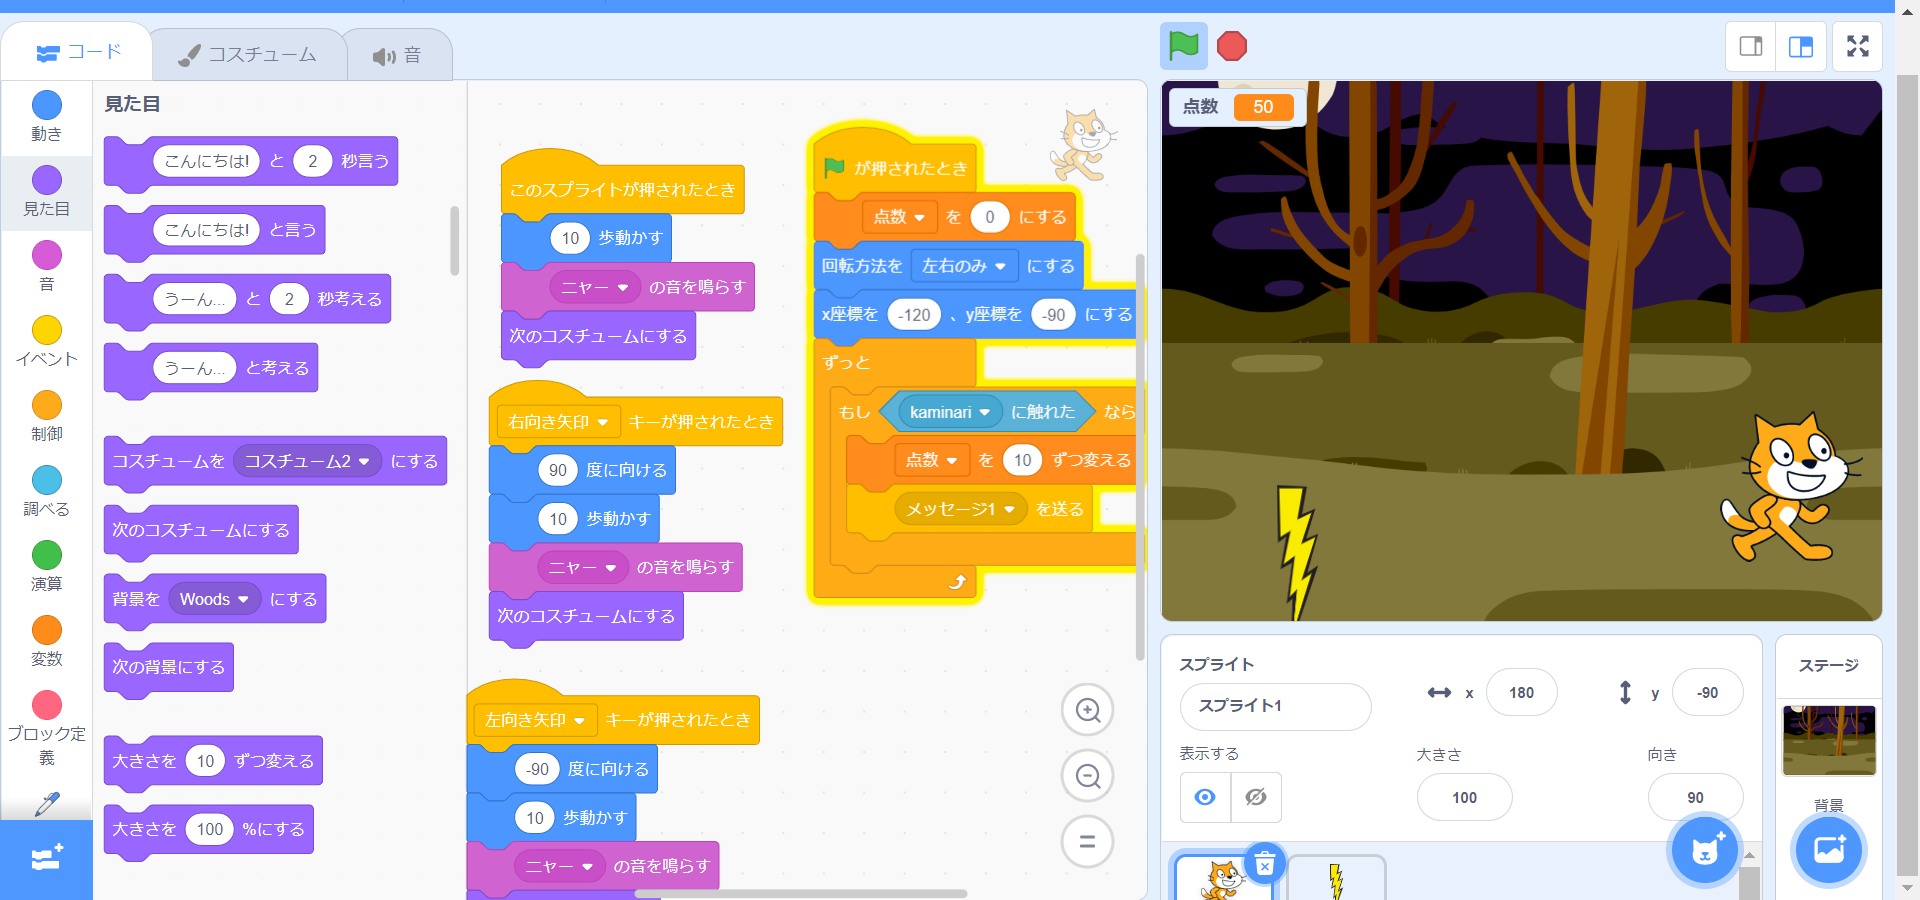 コード
コスチューム
音
動き
見た目
音
イベント
制御
調べる
演算
変数
ブロック定
義
見た目
こんにちは! と 2 秒言う
こんにちは! と言う
うーん... と 2 秒考える
うーん... と考える
コスチュームを コスチューム2 にする
次のコスチュームにする
背景を Woods にする
次の背景にする
大きさを 10 ずつ変える
大きさを 100 %にする
このスプライトが押されたとき
10 歩動かす
ニャー の音を鳴らす
次のコスチュームにする
右向き矢印 キーが押されたとき
90 度に向ける
10 歩動かす
ニャー の音を鳴らす
次のコスチュームにする
左向き矢印 キーが押されたとき
-90 度に向ける
10 歩動かす
ニャー の音を鳴らす
が押されたとき
点数 を 0 にする
回転方法を 左右のみ にする
x座標を -120 、y座標を -90 にする
ずっと
もし kaminari に触れた なら
点数 を 10 ずつ変える
メッセージ1 を送る
点数 50
スプライト
スプライト1
x 180
y -90
表示する
大きさ
100
向き
90
ステージ
背景